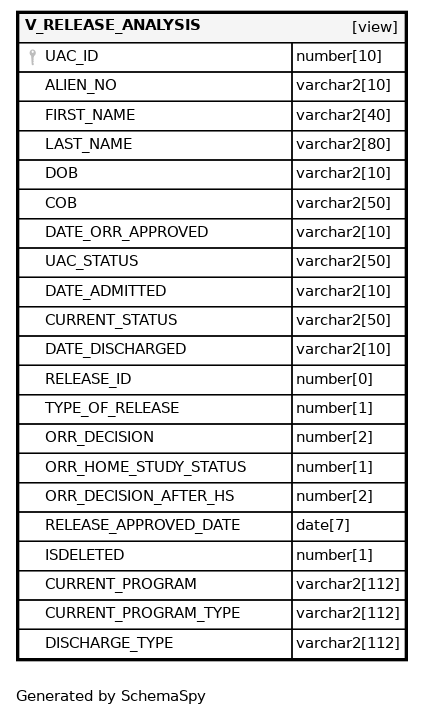 V_RELEASE_ANALYSIS [view]
UAC_ID number[10]
ALIEN_NO varchar2[10]
FIRST_NAME varchar2[40]
LAST_NAME varchar2[80]
DOB varchar2[10]
COB varchar2[50]
DATE_ORR_APPROVED varchar2[10]
UAC_STATUS varchar2[50]
DATE_ADMITTED varchar2[10]
CURRENT_STATUS varchar2[50]
DATE_DISCHARGED varchar2[10]
RELEASE_ID number[0]
TYPE_OF_RELEASE number[1]
ORR_DECISION number[2]
ORR_HOME_STUDY_STATUS number[1]
ORR_DECISION_AFTER_HS number[2]
RELEASE_APPROVED_DATE date[7]
ISDELETED number[1]
CURRENT_PROGRAM varchar2[112]
CURRENT_PROGRAM_TYPE varchar2[112]
DISCHARGE_TYPE varchar2[112]
Generated by SchemaSpy